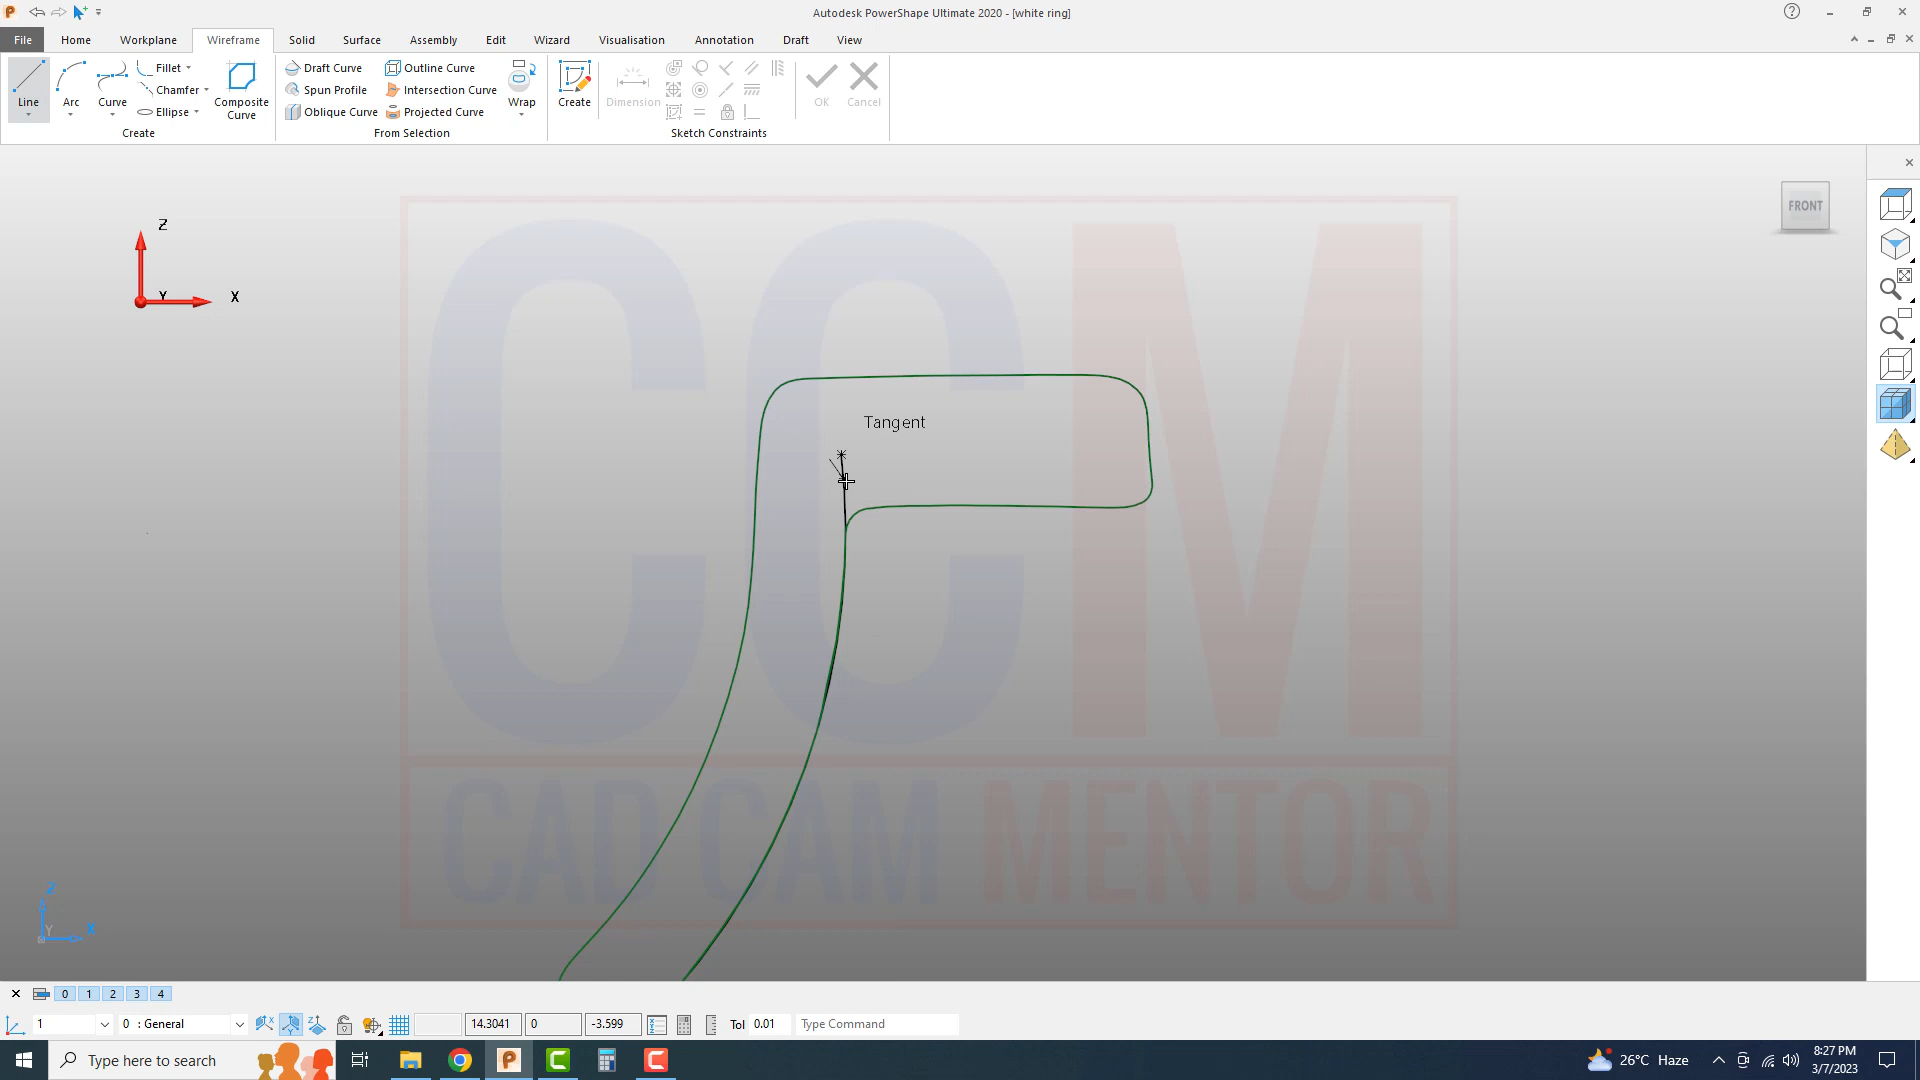 Autodesk PowerShape Ultimate 2020 - [white ring]
File Home Workplane Wireframe Solid Surface Assembly Edit Wizard Visualisation Annotation Draft View
Line
Arc
Curve
Fillet
Chamfer
Ellipse
Composite
Curve
Create
Draft Curve
Spun Profile
Oblique Curve
Outline Curve
Intersection Curve
Projected Curve
Wrap
From Selection
Create
Dimension
OK
Cancel
Sketch Constraints
FRONT
Z
Y
X
Tangent
CCM
CAD CAM MENTOR
Z
Y
X
0 1 2 3 4
1
0 : General
14.3041 0 -3.599
Tol 0.01
Type Command
Type here to search
26°C Haze
8:27 PM
3/7/2023